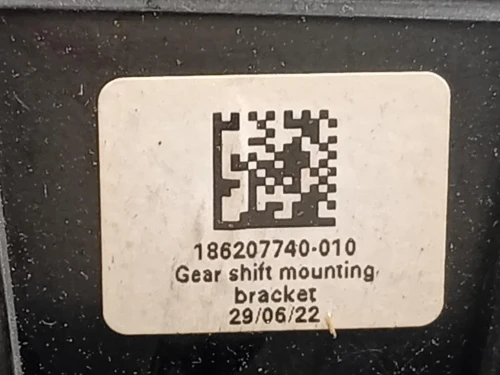 186207740-010
Gear shift mounting
bracket
29/06/22